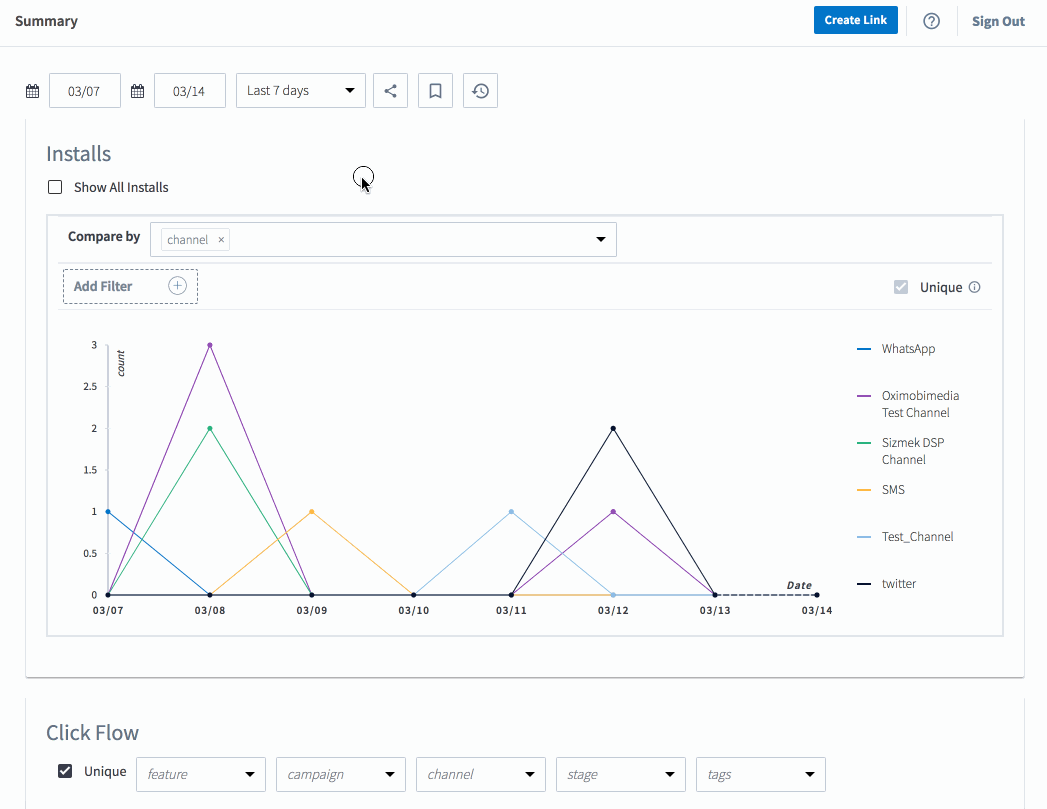 Summary
Create Link
Sign Out
03/07
03/14
Last 7 days
Installs
Show All Installs
Compare by
channel ×
Add Filter
Unique
3
2.5
2
1.5
1
0.5
0
count
Date
03/07 03/08 03/09 03/10 03/11 03/12 03/13 03/14
WhatsApp
Oximobimedia
Test Channel
Sizmek DSP
Channel
SMS
Test_Channel
twitter
Click Flow
Unique
feature
campaign
channel
stage
tags